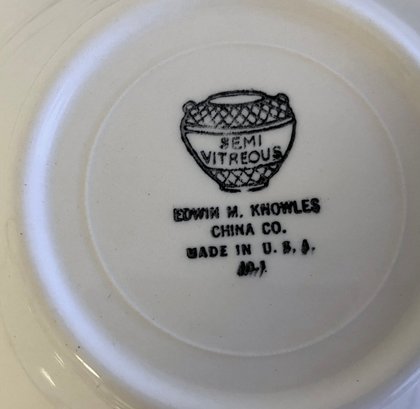 SEMI
VITREOUS
EDWIN M. KNOWLES
CHINA CO.
MADE IN U.S.A.